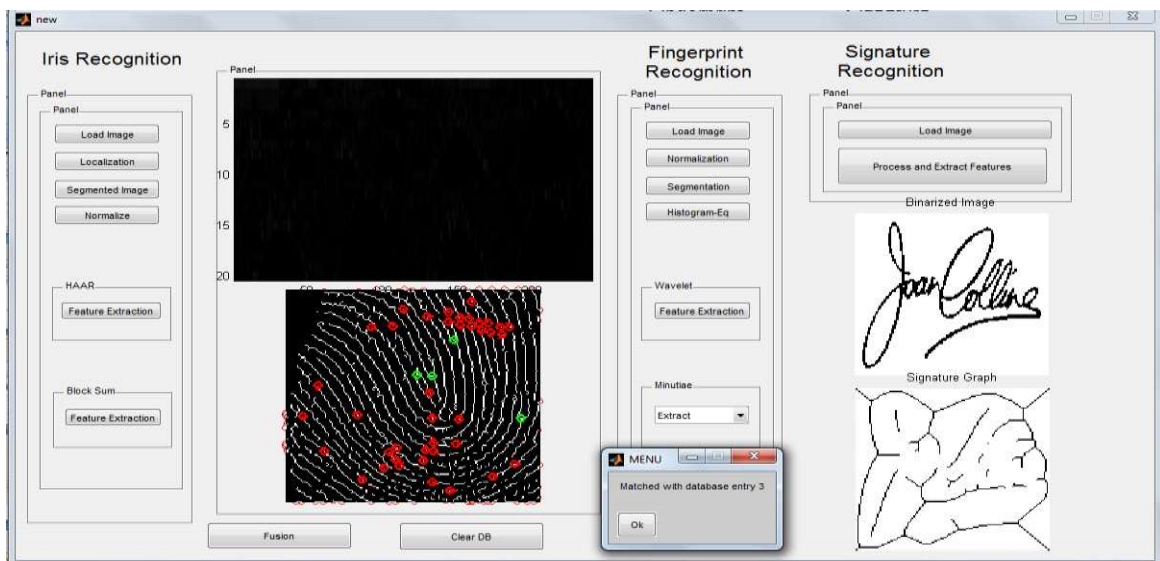 new
Iris Recognition
Panel
Panel
Load Image
Localization
Segmented Image
Normalize
HAAR
Feature Extraction
Block Sum
Feature Extraction
Panel
5
10
15
20
Fusion
Clear DB
Fingerprint
Recognition
Panel
Panel
Load Image
Normalization
Segmentation
Histogram-Eq
Wavelet
Feature Extraction
Minutiae
Extract
MENU
Matched with database entry 3
Ok
Signature
Recognition
Panel
Panel
Load Image
Process and Extract Features
Binarized Image
Joan Collins
Signature Graph